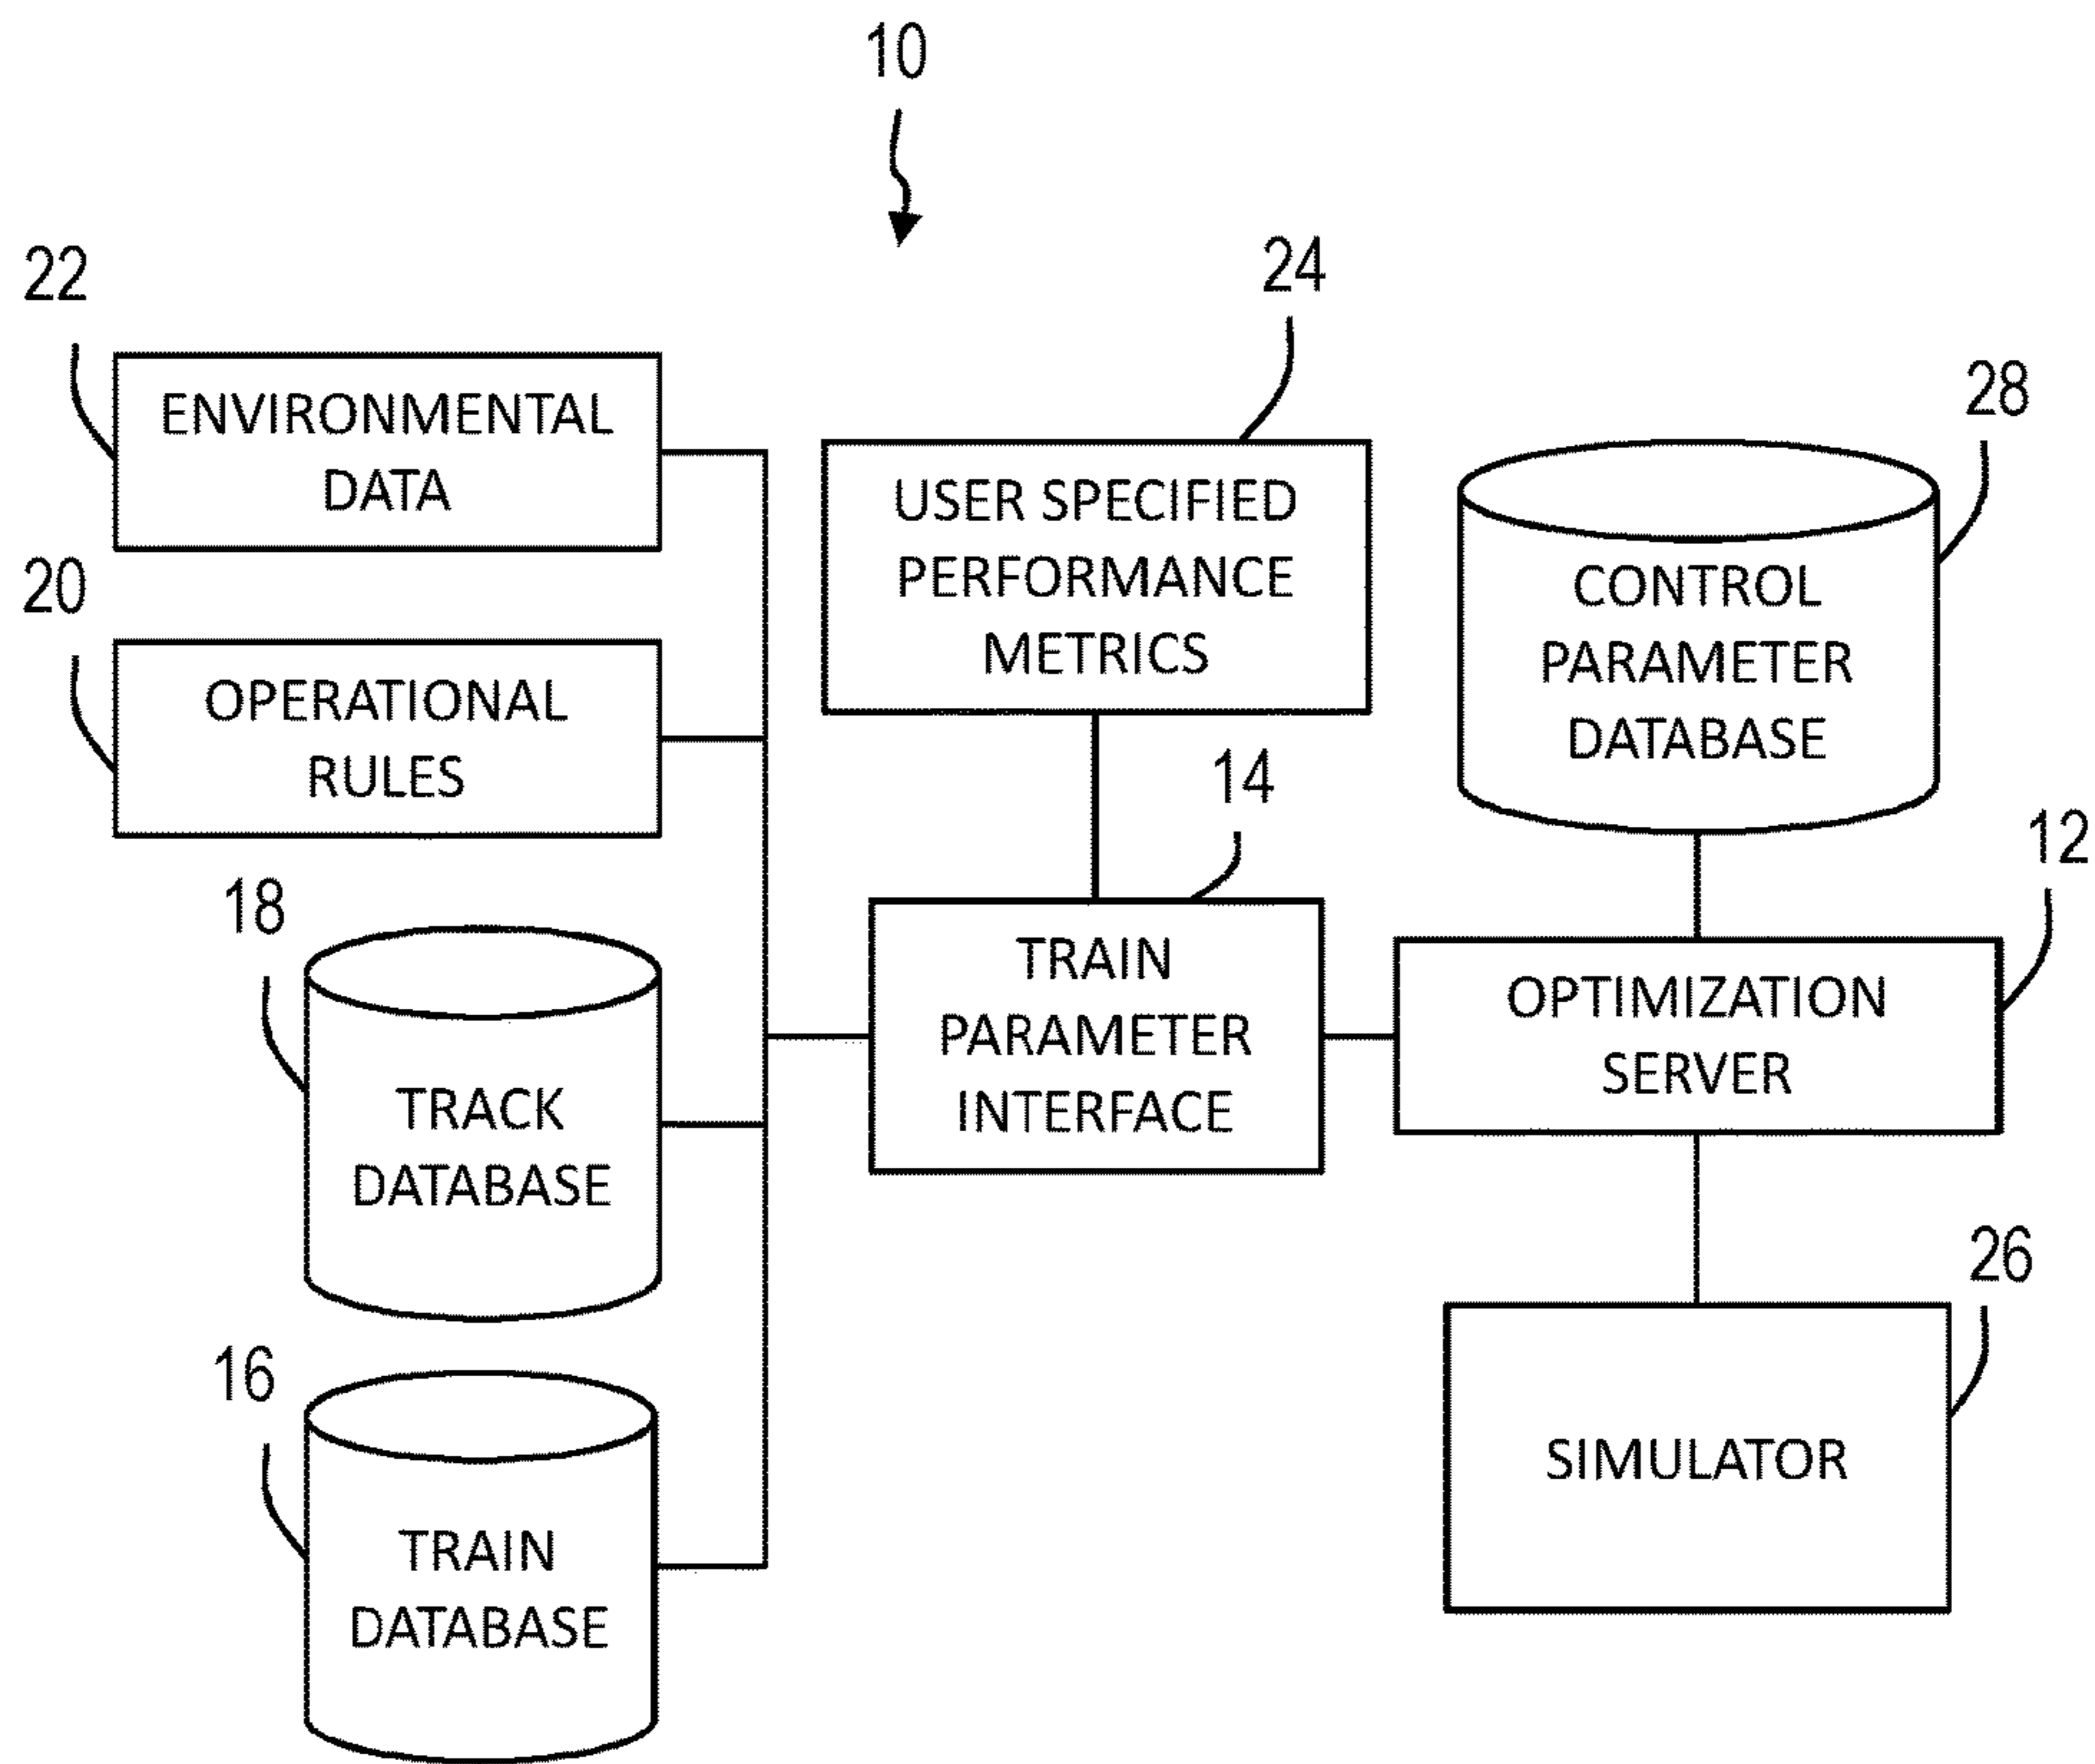 10
22
24
28
ENVIRONMENTAL
DATA
USER SPECIFIED
PERFORMANCE
METRICS
CONTROL
PARAMETER
DATABASE
20
OPERATIONAL
RULES
14
12
18
TRAIN
PARAMETER
INTERFACE
OPTIMIZATION
SERVER
TRACK
DATABASE
26
16
SIMULATOR
TRAIN
DATABASE